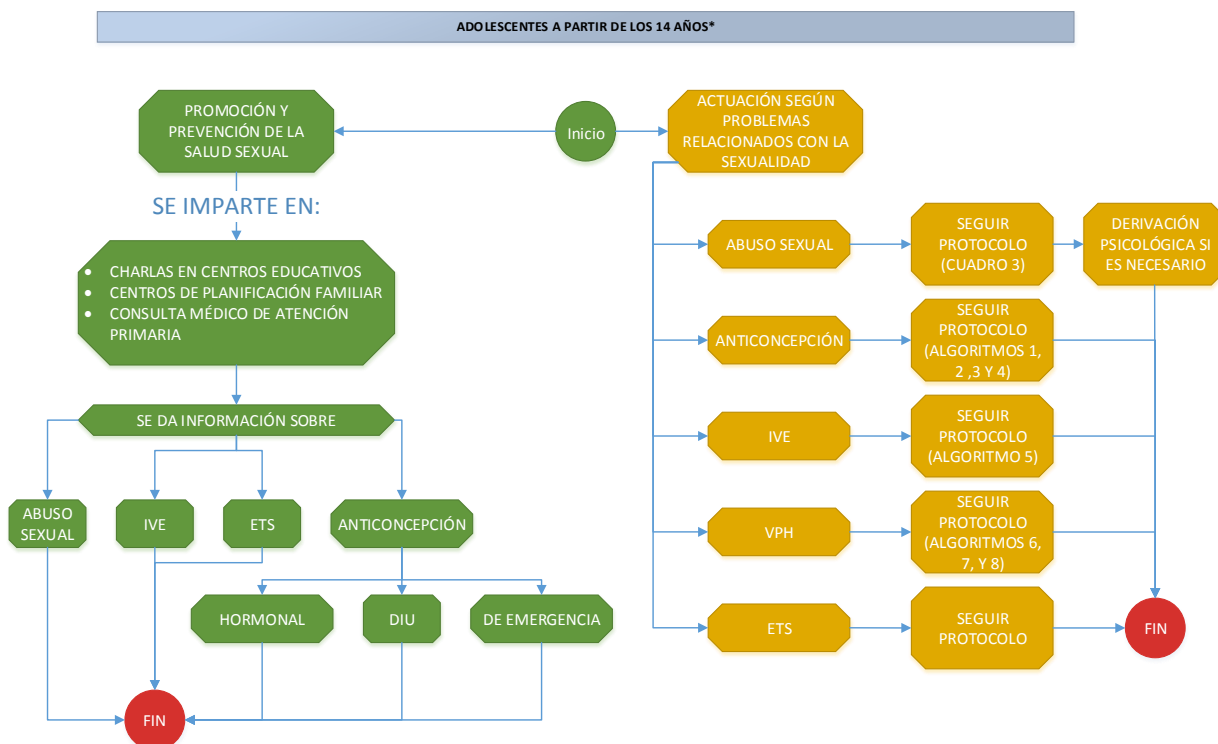 ADOLESCENTES A PARTIR DE LOS 14 AÑOS*
PROMOCIÓN Y
PREVENCIÓN DE LA
SALUD SEXUAL
Inicio
ACTUACIÓN SEGÚN
PROBLEMAS
RELACIONADOS CON LA
SEXUALIDAD
SE IMPARTE EN:
• CHARLAS EN CENTROS EDUCATIVOS
• CENTROS DE PLANIFICACIÓN FAMILIAR
• CONSULTA MÉDICO DE ATENCIÓN
PRIMARIA
SE DA INFORMACIÓN SOBRE
ABUSO
SEXUAL
IVE
ETS
ANTICONCEPCIÓN
HORMONAL
DIU
DE EMERGENCIA
FIN
ABUSO SEXUAL
SEGUIR
PROTOCOLO
(CUADRO 3)
DERIVACIÓN
PSICOLÓGICA SI
ES NECESARIO
ANTICONCEPCIÓN
SEGUIR
PROTOCOLO
(ALGORITMOS 1,
2 ,3 Y 4)
IVE
SEGUIR
PROTOCOLO
(ALGORITMO 5)
VPH
SEGUIR
PROTOCOLO
(ALGORITMOS 6,
7, Y 8)
ETS
SEGUIR
PROTOCOLO
FIN